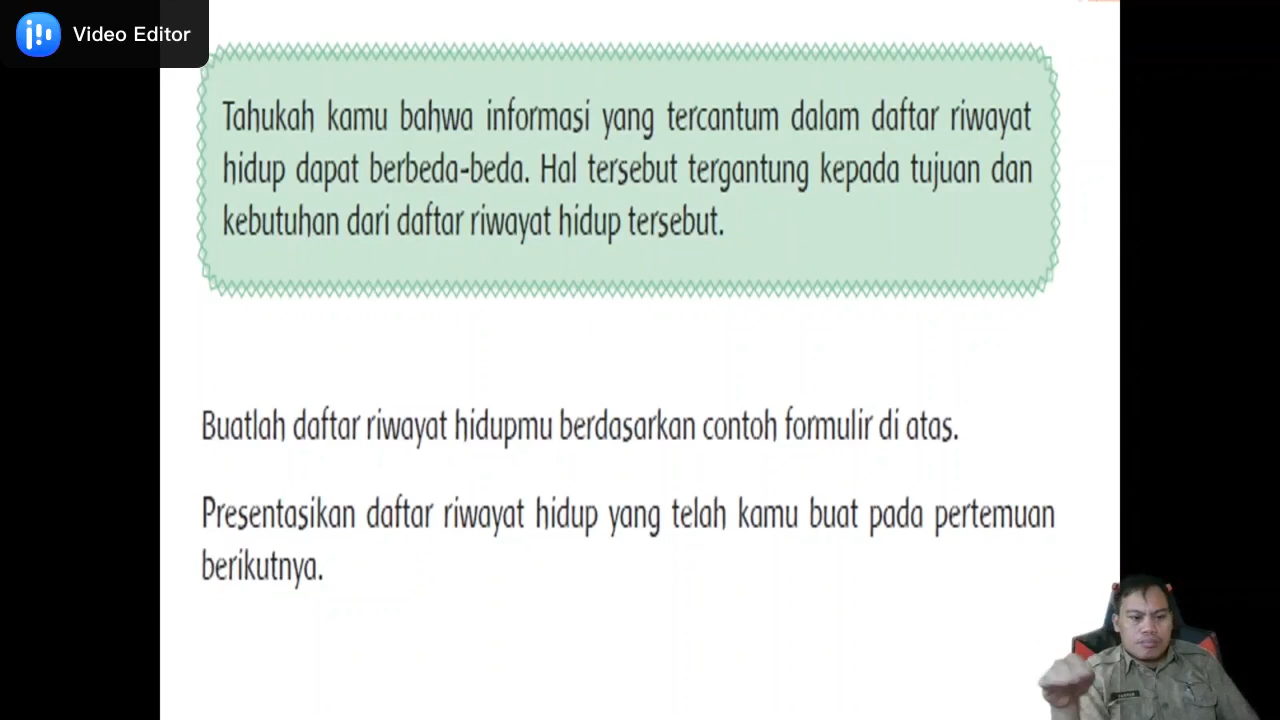 Video Editor
Tahukah kamu bahwa informasi yang tercantum dalam daftar riwayat
hidup dapat berbeda-beda. Hal tersebut tergantung kepada tujuan dan
kebutuhan dari daftar riwayat hidup tersebut.
Buatlah daftar riwayat hidupmu berdasarkan contoh formulir di atas.
Presentasikan daftar riwayat hidup yang telah kamu buat pada pertemuan
berikutnya.